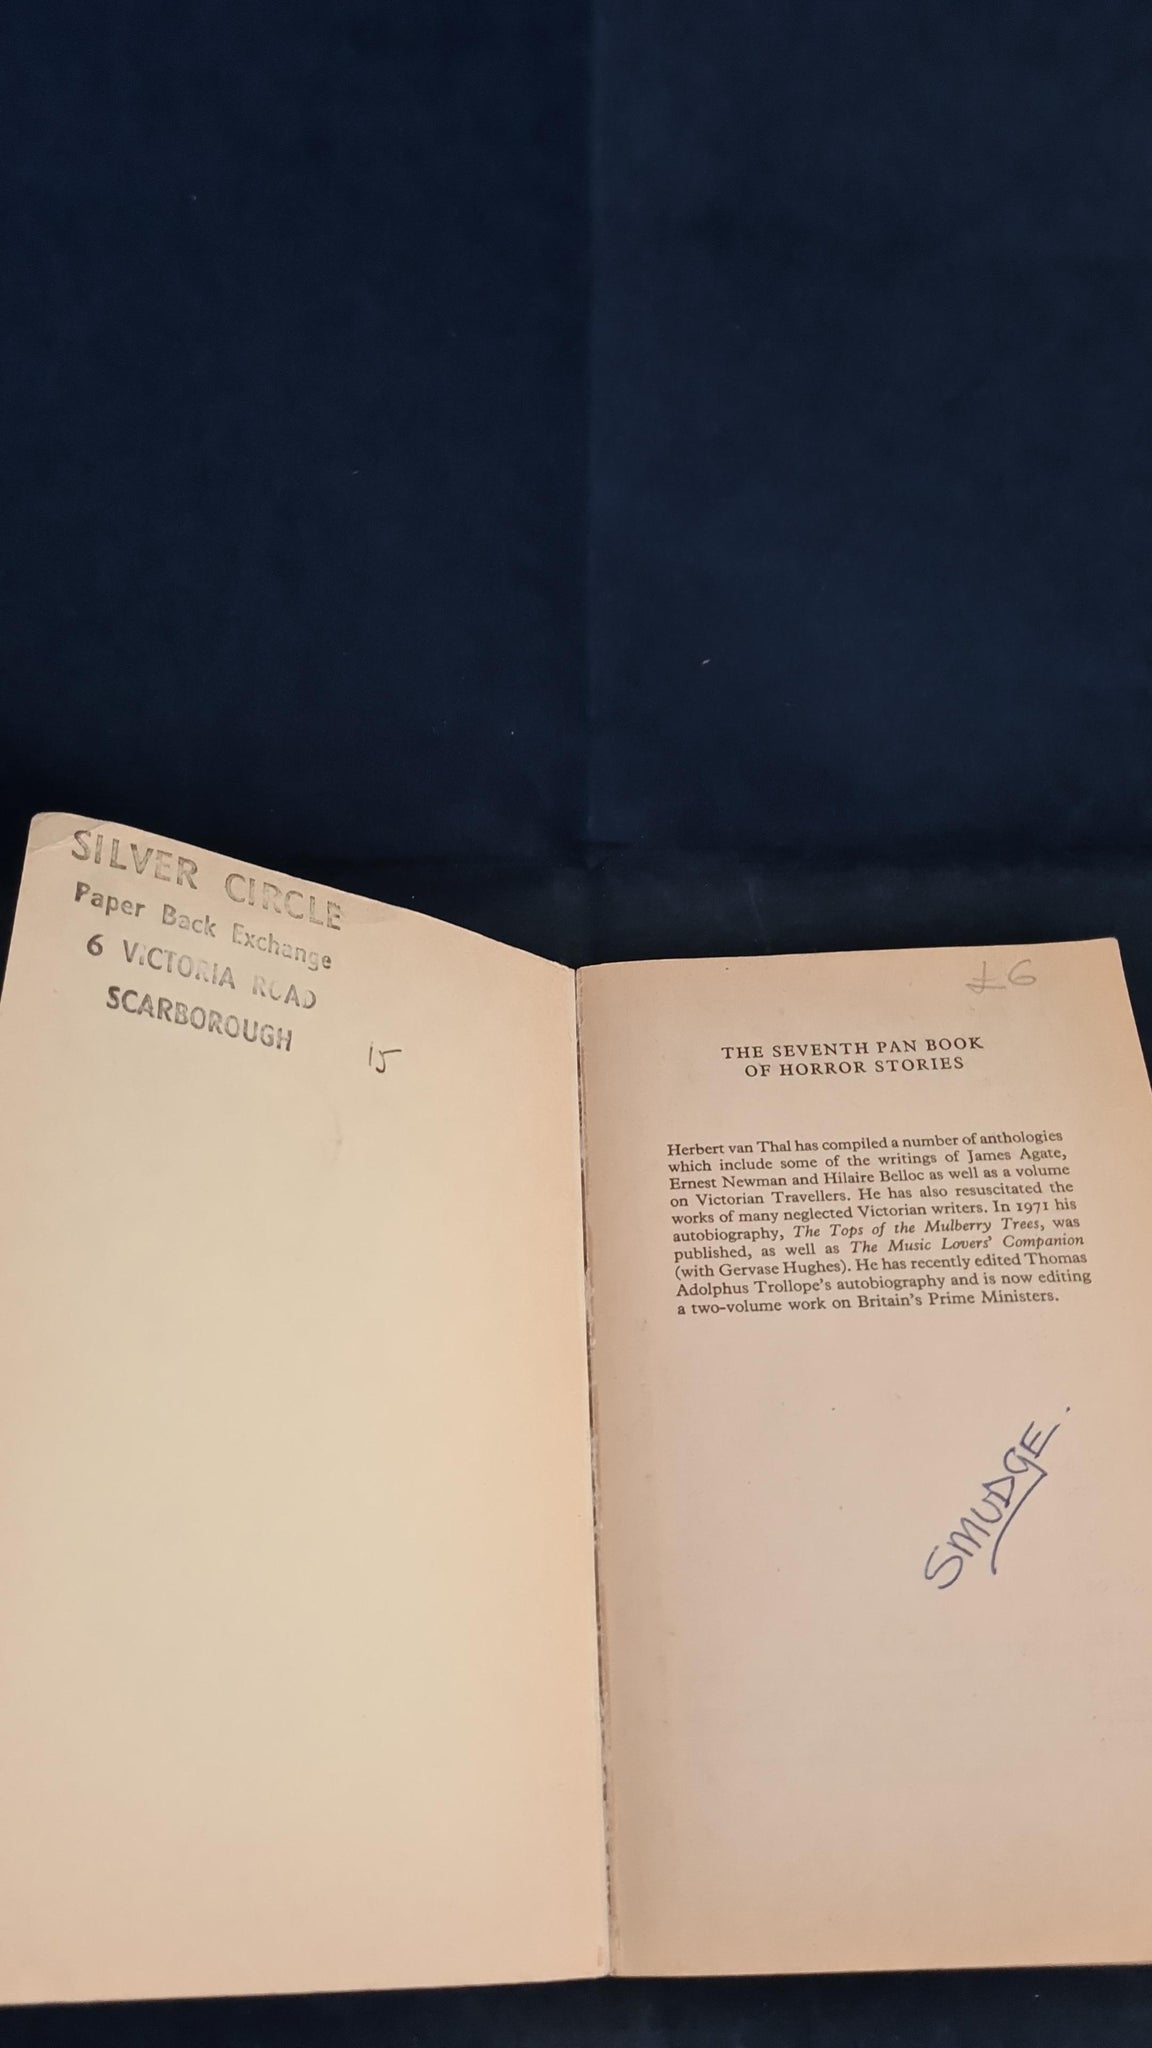 SILVER CIRCLE
Paper Back Exchange
6 VICTORIA ROAD
SCARBOROUGH
15
£6
THE SEVENTH PAN BOOK
OF HORROR STORIES
Herbert van Thal has compiled a number of anthologies
which include some of the writings of James Agate,
Ernest Newman and Hilaire Belloc as well as a volume
on Victorian Travellers. He has also resuscitated the
works of many neglected Victorian writers. In 1971 his
autobiography, The Tops of the Mulberry Trees, was
published, as well as The Music Lovers' Companion
(with Gervase Hughes). He has recently edited Thomas
Adolphus Trollope's autobiography and is now editing
a two-volume work on Britain's Prime Ministers.
SMUDGE.